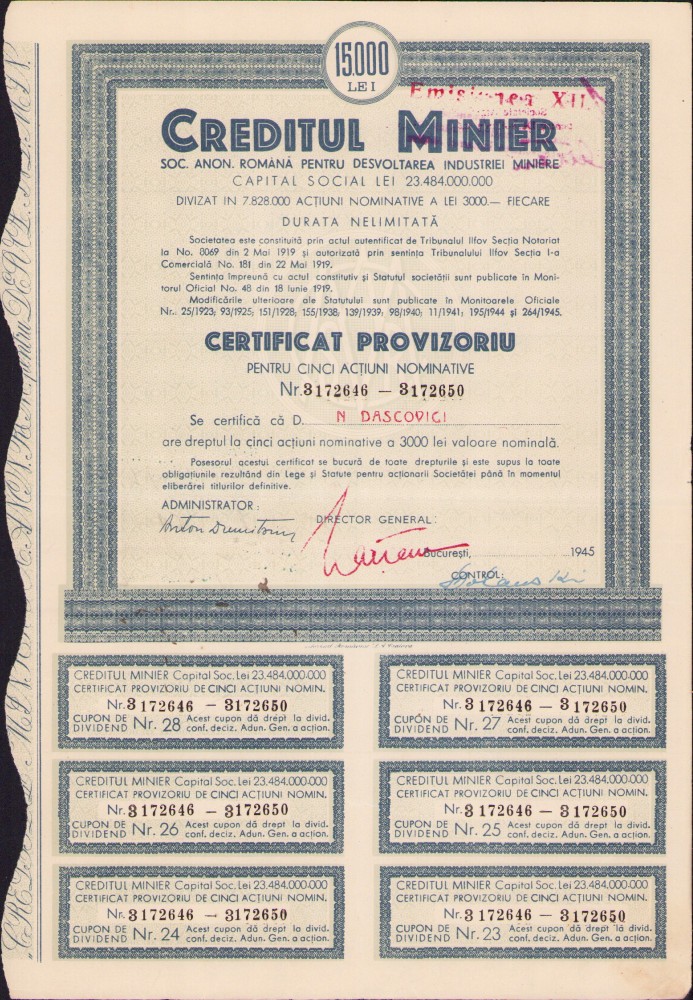 15.000
LEI
Emisiunea XII
CREDITUL MINIER
SOC. ANON. ROMÂNĂ PENTRU DESVOLTAREA INDUSTRIEI MINIERE
CAPITAL SOCIAL LEI 23.484.000.000
DIVIZAT IN 7.828.000 ACȚIUNI NOMINATIVE A LEI 3000.— FIECARE
DURATA NELIMITATĂ
Societatea este constituită prin actul autentificat de Tribunalul Ilfov Secția Notariat
la No. 8069 din 2 Mai 1919 și autorizată prin sentința Tribunalului Ilfov Secția I-a
Comercială No. 181 din 22 Mai 1919.
Sentința împreună cu actul constitutiv și Statutul societății sunt publicate in Moni-
torul Oficial No. 48 din 18 Iunie 1919.
Modificările ulterioare ale Statutului sunt publicate in Monitoarele Oficiale
Nr.. 25/1923; 93/1925; 151/1928; 155/1938; 139/1939; 98/1940; 11/1941; 195/1944 și 264/1945.
CERTIFICAT PROVIZORIU
PENTRU CINCI ACȚIUNI NOMINATIVE
Nr. 3172646 — 3172650
Se certifică că D. N DASCOVICI
are dreptul la cinci acțiuni nominative a 3000 lei valoare nominală.
Posesorul acestui certificat se bucură de toate drepturile și este supus la toate
obligațiunile rezultând din Lege și Statute pentru acționarii Societăței până în momentul
eliberării titlurilor definitive.
ADMINISTRATOR:
DIRECTOR GENERAL:
București, 1945
CONTROL:
CREDITUL MINIER Capital Soc. Lei 23.484.000.000
CERTIFICAT PROVIZORIU DE CINCI ACȚIUNI NOMIN.
Nr. 3172646 — 3172650
CUPON DE DIVIDEND Nr. 28 Acest cupon dă drept la divid.
conf. deciz. Adun. Gen. a acțion.
CREDITUL MINIER Capital Soc. Lei 23.484.000.000
CERTIFICAT PROVIZORIU DE CINCI ACȚIUNI NOMIN.
Nr. 3172646 — 3172650
CUPON DE DIVIDEND Nr. 27 Acest cupon dă drept la divid.
conf. deciz. Adun. Gen. a acțion.
CREDITUL MINIER Capital Soc. Lei 23.484.000.000
CERTIFICAT PROVIZORIU DE CINCI ACȚIUNI NOMIN.
Nr. 3172646 — 3172650
CUPON DE DIVIDEND Nr. 26 Acest cupon dă drept la divid.
conf. deciz. Adun. Gen. a acțion.
CREDITUL MINIER Capital Soc. Lei 23.484.000.000
CERTIFICAT PROVIZORIU DE CINCI ACȚIUNI NOMIN.
Nr. 3172646 — 3172650
CUPON DE DIVIDEND Nr. 25 Acest cupon dă drept la divid.
conf. deciz. Adun. Gen. a acțion.
CREDITUL MINIER Capital Soc. Lei 23.484.000.000
CERTIFICAT PROVIZORIU DE CINCI ACȚIUNI NOMIN.
Nr. 3172646 — 3172650
CUPON DE DIVIDEND Nr. 24 Acest cupon dă drept la divid.
conf. deciz. Adun. Gen. a acțion.
CREDITUL MINIER Capital Soc. Lei 23.484.000.000
CERTIFICAT PROVIZORIU DE CINCI ACȚIUNI NOMIN.
Nr. 3172646 — 3172650
CUPON DE DIVIDEND Nr. 23 Acest cupon dă drept la divid.
conf. deciz. Adun. Gen. a acțion.